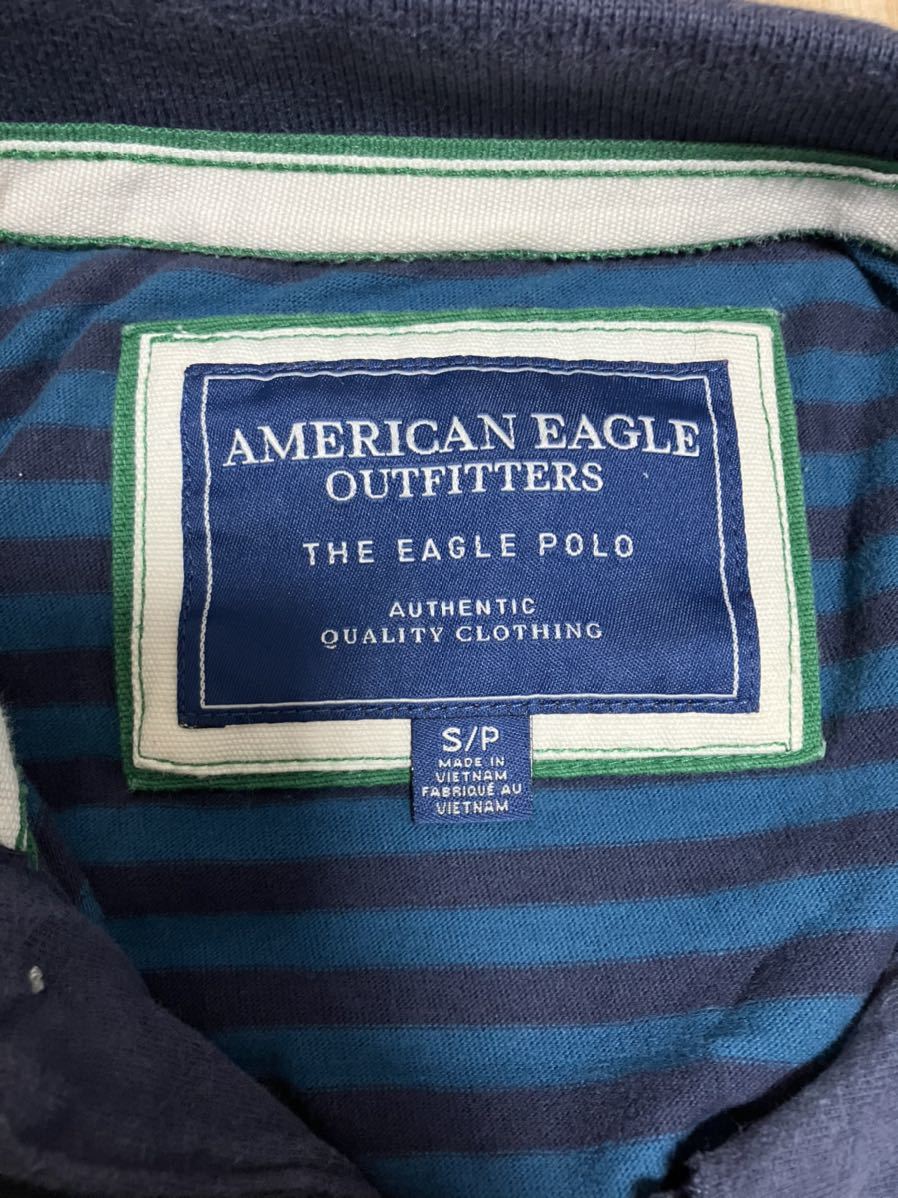 AMERICAN EAGLE
OUTFITTERS
THE EAGLE POLO
AUTHENTIC
QUALITY CLOTHING
S/P
MADE IN
VIETNAM
FABRIQUÉ AU
VIETNAM